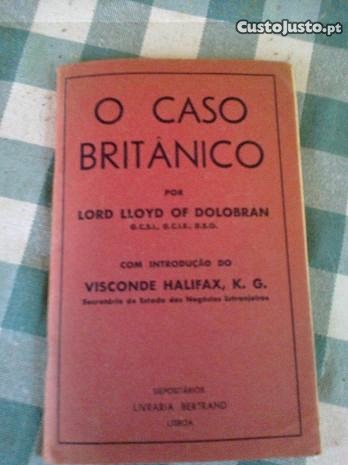 CustoJusto.pt
O CASO
BRITÂNICO
POR
LORD LLOYD OF DOLOBRAN
G.C.S.I., G.C.I.E., D.S.O.
COM INTRODUÇÃO DO
VISCONDE HALIFAX, K. G.
Secretário de Estado dos Negócios Estrangeiros
DEPOSITÁRIOS
LIVRARIA BERTRAND
LISBOA